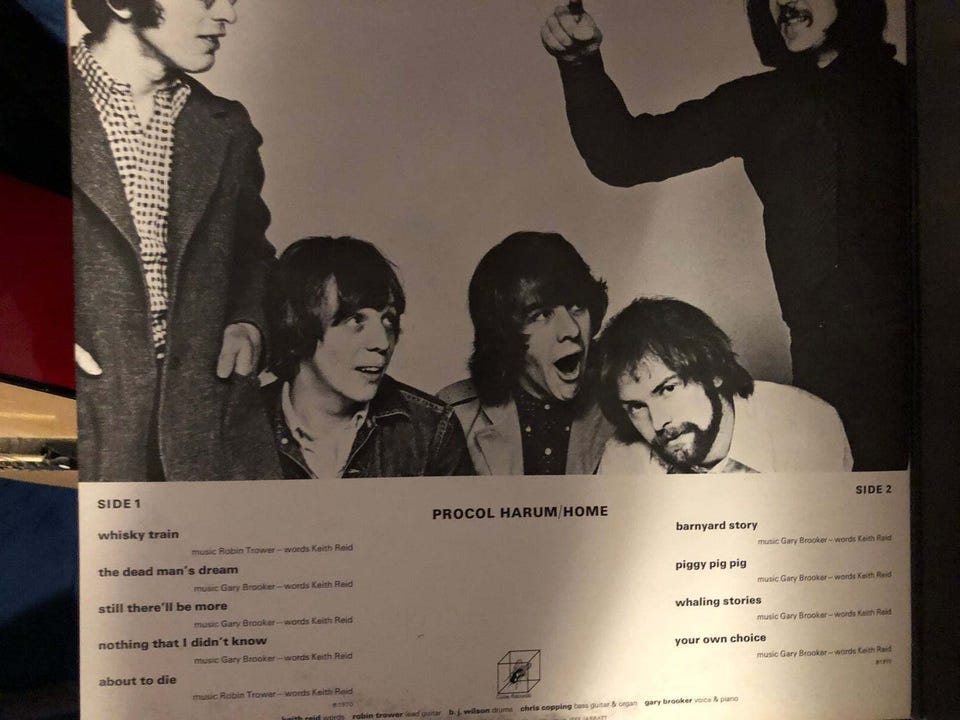 SIDE 1
whisky train
music Robin Trower – words Keith Reid
the dead man's dream
music Gary Brooker – words Keith Reid
still there'll be more
music Gary Brooker – words Keith Reid
nothing that I didn't know
music Gary Brooker – words Keith Reid
about to die
music Robin Trower – words Keith Reid
℗1970
PROCOL HARUM/HOME
SIDE 2
barnyard story
music Gary Brooker – words Keith Reid
piggy pig pig
music Gary Brooker – words Keith Reid
whaling stories
music Gary Brooker – words Keith Reid
your own choice
music Gary Brooker – words Keith Reid
℗1970
Cube Records
keith reid words robin trower lead guitar b.j. wilson drums chris copping bass guitar & organ gary brooker voice & piano